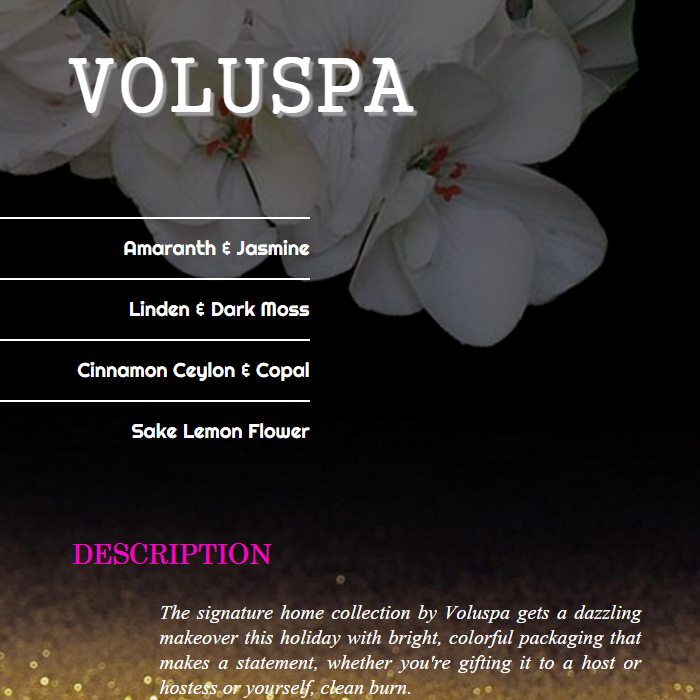 VOLUSPA
Amaranth & Jasmine
Linden & Dark Moss
Cinnamon Ceylon & Copal
Sake Lemon Flower
DESCRIPTION
The signature home collection by Voluspa gets a dazzling
makeover this holiday with bright, colorful packaging that
makes a statement, whether you're gifting it to a host or
hostess or yourself, clean burn.